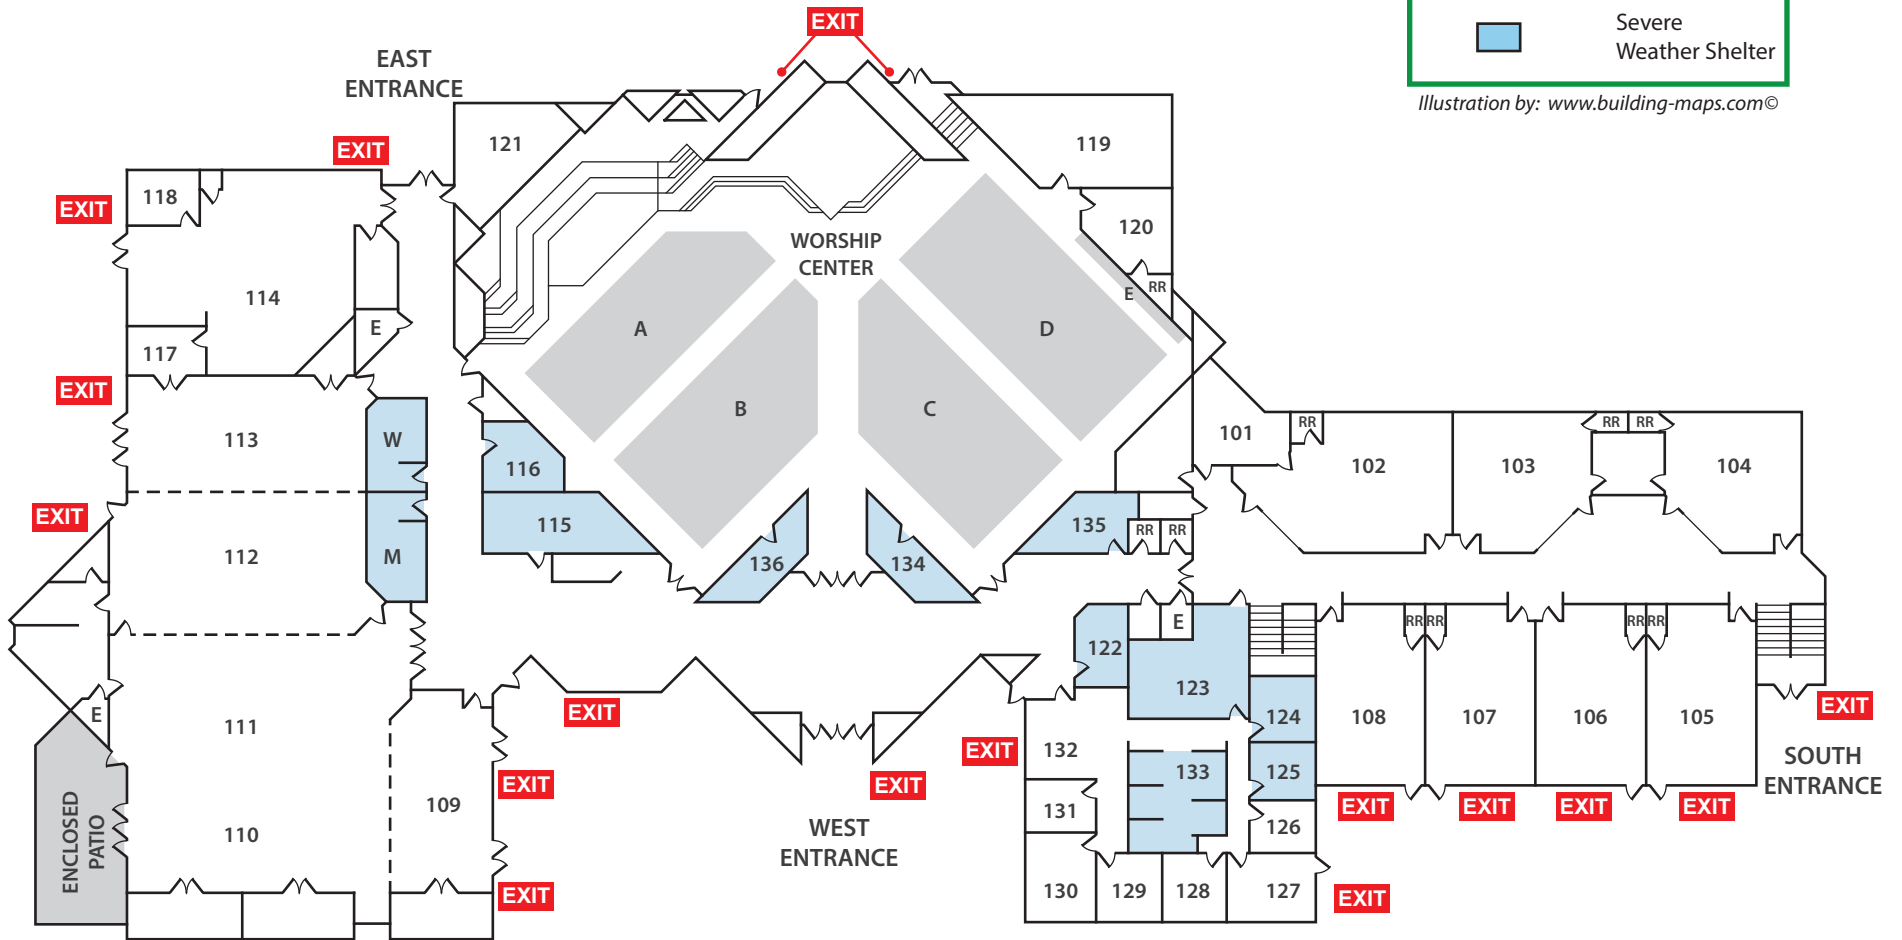 EXIT
Severe
Weather Shelter
Illustration by: www.building-maps.com©
EAST
ENTRANCE
EXIT
121
119
118
EXIT
120
WORSHIP
CENTER
E
RR
114
E
A
D
117
EXIT
B
C
113
W
116
101
RR
102
103
RR
RR
104
EXIT
112
M
115
136
134
135
RR
RR
122
E
123
RR
RR
RR
RR
E
111
EXIT
132
EXIT
124
108
107
106
105
EXIT
SOUTH
ENTRANCE
EXIT
EXIT
133
125
109
131
126
EXIT
EXIT
EXIT
EXIT
110
WEST
ENTRANCE
ENCLOSED
PATIO
EXIT
130
129
128
127
EXIT